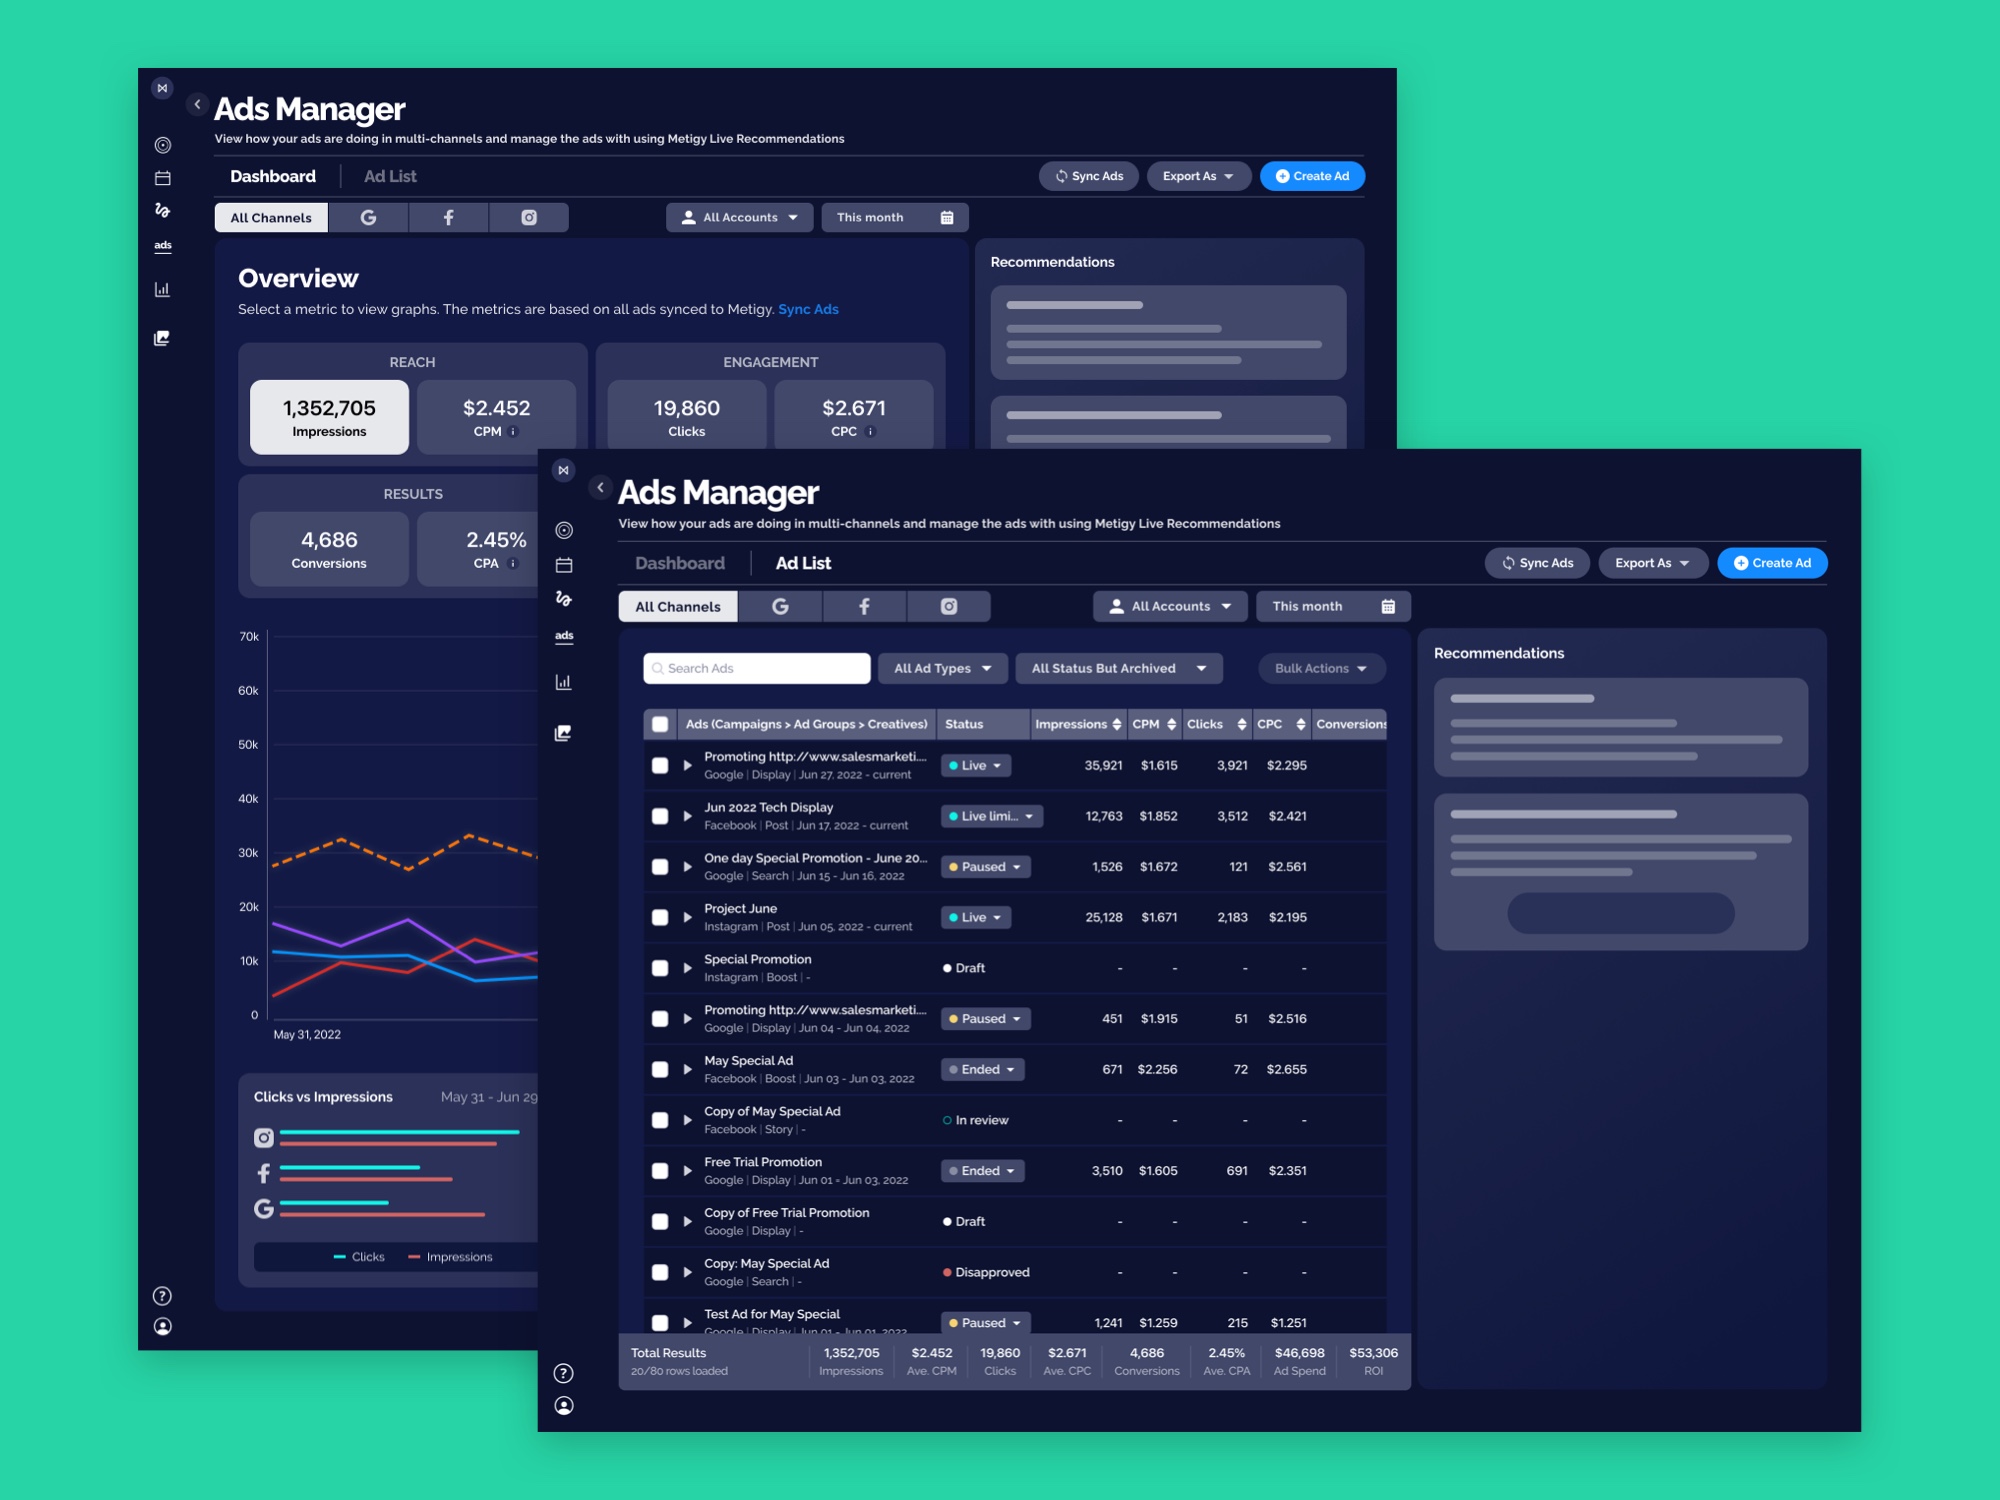 Ads Manager
View how your ads are doing in multi-channels and manage the ads with using Metigy Live Recommendations
Dashboard | Ad List
Sync Ads
Export As
Create Ad
All Channels
All Accounts
This month
ads
Overview
Select a metric to view graphs. The metrics are based on all ads synced to Metigy. Sync Ads
REACH
1,352,705
Impressions
$2.452
CPM
ENGAGEMENT
19,860
Clicks
$2.671
CPC
RESULTS
4,686
Conversions
2.45%
CPA
Recommendations
70k
60k
50k
40k
30k
20k
10k
0
May 31, 2022
Clicks vs Impressions May 31 - Jun 29
Clicks Impressions
Ads Manager
View how your ads are doing in multi-channels and manage the ads with using Metigy Live Recommendations
Dashboard | Ad List
Sync Ads
Export As
Create Ad
All Channels
All Accounts
This month
ads
Search Ads
All Ad Types
All Status But Archived
Bulk Actions
Ads (Campaigns > Ad Groups > Creatives) Status Impressions CPM Clicks CPC Conversions
Promoting http://www.salesmarketi.... Live 35,921 $1.615 3,921 $2.295
Google | Display | Jun 27, 2022 - current
Jun 2022 Tech Display Live limi... 12,763 $1.852 3,512 $2.421
Facebook | Post | Jun 17, 2022 - current
One day Special Promotion - June 20... Paused 1,526 $1.672 121 $2.561
Google | Search | Jun 15 - Jun 16, 2022
Project June Live 25,128 $1.671 2,183 $2.195
Instagram | Post | Jun 05, 2022 - current
Special Promotion Draft - - - -
Instagram | Boost | -
Promoting http://www.salesmarketi.... Paused 451 $1.915 51 $2.516
Google | Display | Jun 04 - Jun 04, 2022
May Special Ad Ended 671 $2.256 72 $2.655
Facebook | Boost | Jun 03 - Jun 03, 2022
Copy of May Special Ad In review - - - -
Facebook | Story | -
Free Trial Promotion Ended 3,510 $1.605 691 $2.351
Google | Display | Jun 01 - Jun 03, 2022
Copy of Free Trial Promotion Draft - - - -
Google | Display | -
Copy: May Special Ad Disapproved - - - -
Google | Search | -
Test Ad for May Special Paused 1,241 $1.259 215 $1.251
Google | Display | Jun 01 - Jun 01, 2022
Total Results 1,352,705 $2.452 19,860 $2.671 4,686 2.45% $46,698 $53,306
20/80 rows loaded Impressions Ave. CPM Clicks Ave. CPC Conversions Ave. CPA Ad Spend ROI
Recommendations